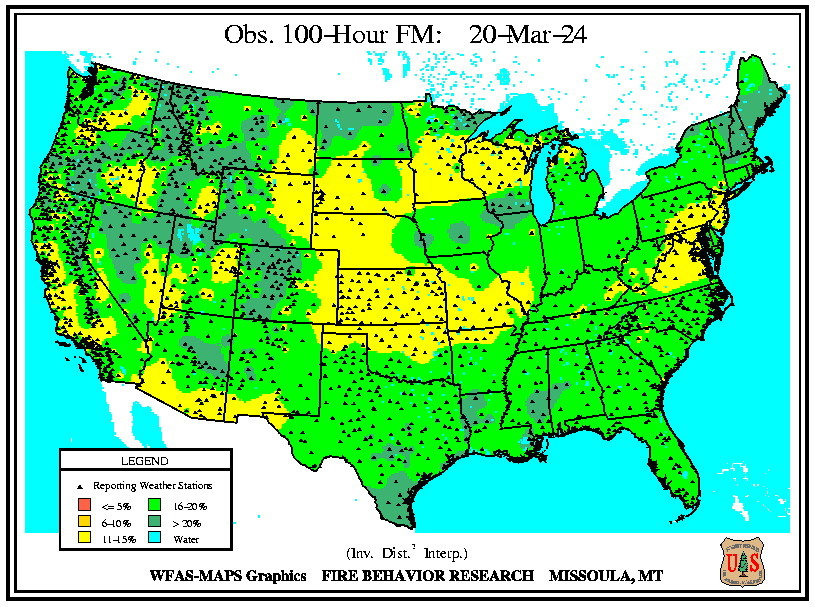 Obs. 100-Hour FM: 20-Mar-24
LEGEND
Reporting Weather Stations
<= 5% 16-20%
6-10% > 20%
11-15% Water
(Inv. Dist.² Interp.)
WFAS-MAPS Graphics FIRE BEHAVIOR RESEARCH MISSOULA, MT
U S